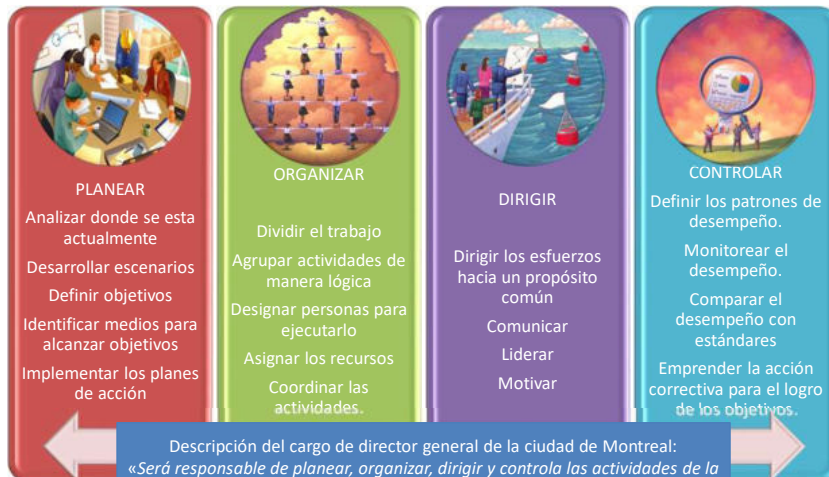 PLANEAR
Analizar donde se esta
actualmente
Desarrollar escenarios
Definir objetivos
Identificar medios para
alcanzar objetivos
Implementar los planes
de acción
ORGANIZAR
Dividir el trabajo
Agrupar actividades de
manera lógica
Designar personas para
ejecutarlo
Asignar los recursos
Coordinar las
actividades.
DIRIGIR
Dirigir los esfuerzos
hacia un propósito
común
Comunicar
Liderar
Motivar
CONTROLAR
Definir los patrones de
desempeño.
Monitorear el
desempeño.
Comparar el
desempeño con
estándares
Emprender la acción
correctiva para el logro
de los objetivos.
Descripción del cargo de director general de la ciudad de Montreal:
«Será responsable de planear, organizar, dirigir y controla las actividades de la